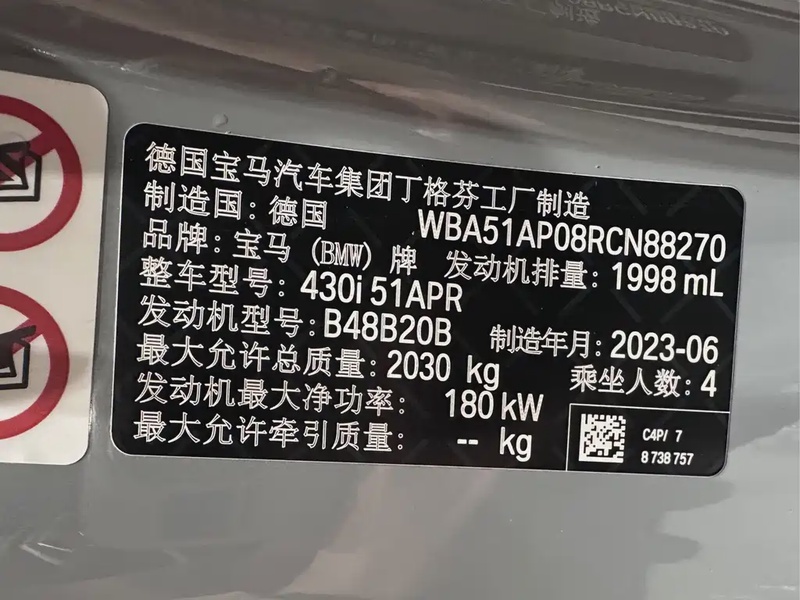 德国宝马汽车集团丁格芬工厂制造
制造国: 德国 WBA51AP08RCN88270
品牌: 宝马 (BMW) 牌 发动机排量: 1998 mL
整车型号: 430i 51APR
发动机型号: B48B20B 制造年月: 2023-06
最大允许总质量: 2030 kg 乘坐人数: 4
发动机最大净功率: 180 kW
最大允许牵引质量: -- kg
C4P/ 7
8 738 757